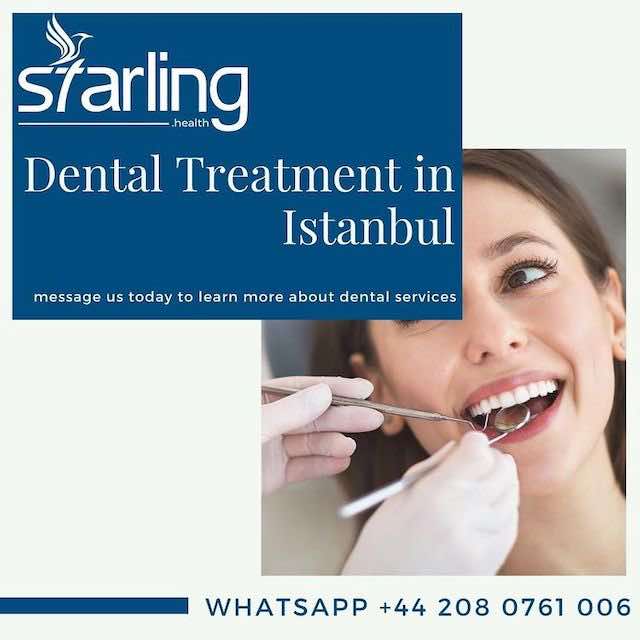 starling
.health
Dental Treatment in
Istanbul
message us today to learn more about dental services
WHATSAPP +44 208 0761 006